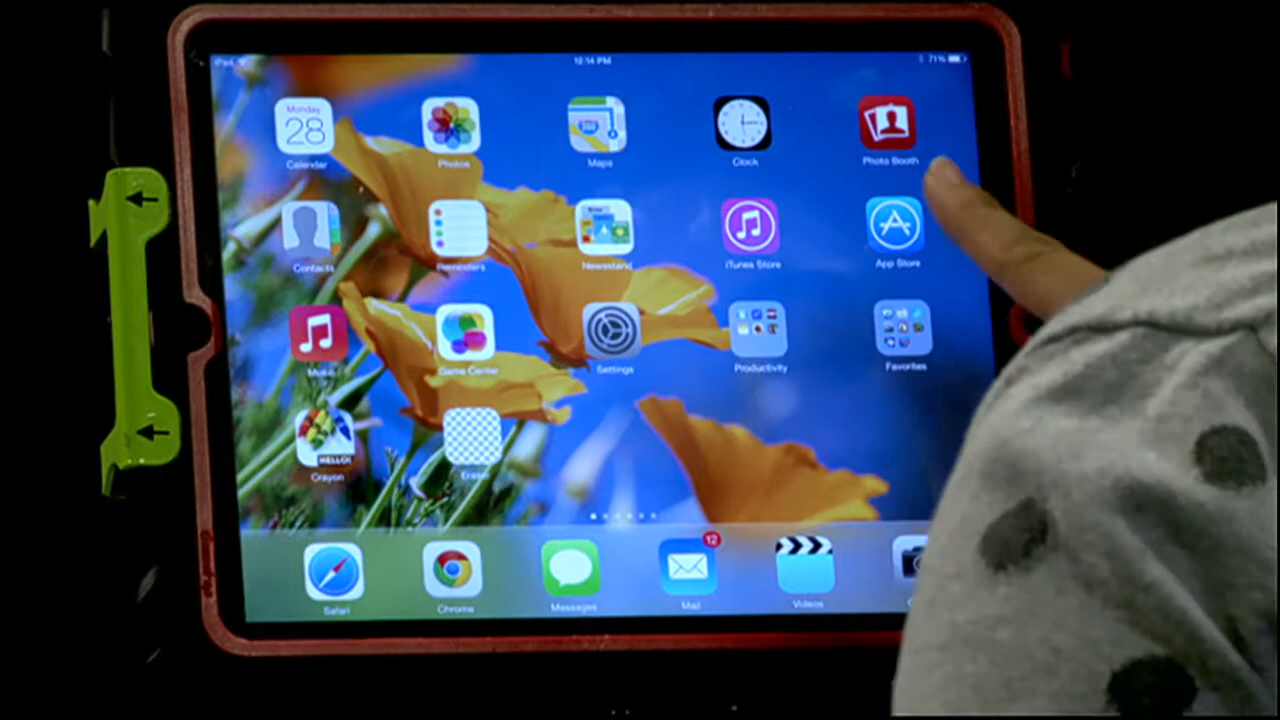 iPad
12:14 PM
71%
Monday
28
Calendar
Photos
Maps
Clock
Photo Booth
Contacts
Reminders
Newsstand
iTunes Store
App Store
Music
Game Center
Settings
Productivity
Favorites
HELLO!
Crayon
12
Safari
Chrome
Messages
Mail
Videos